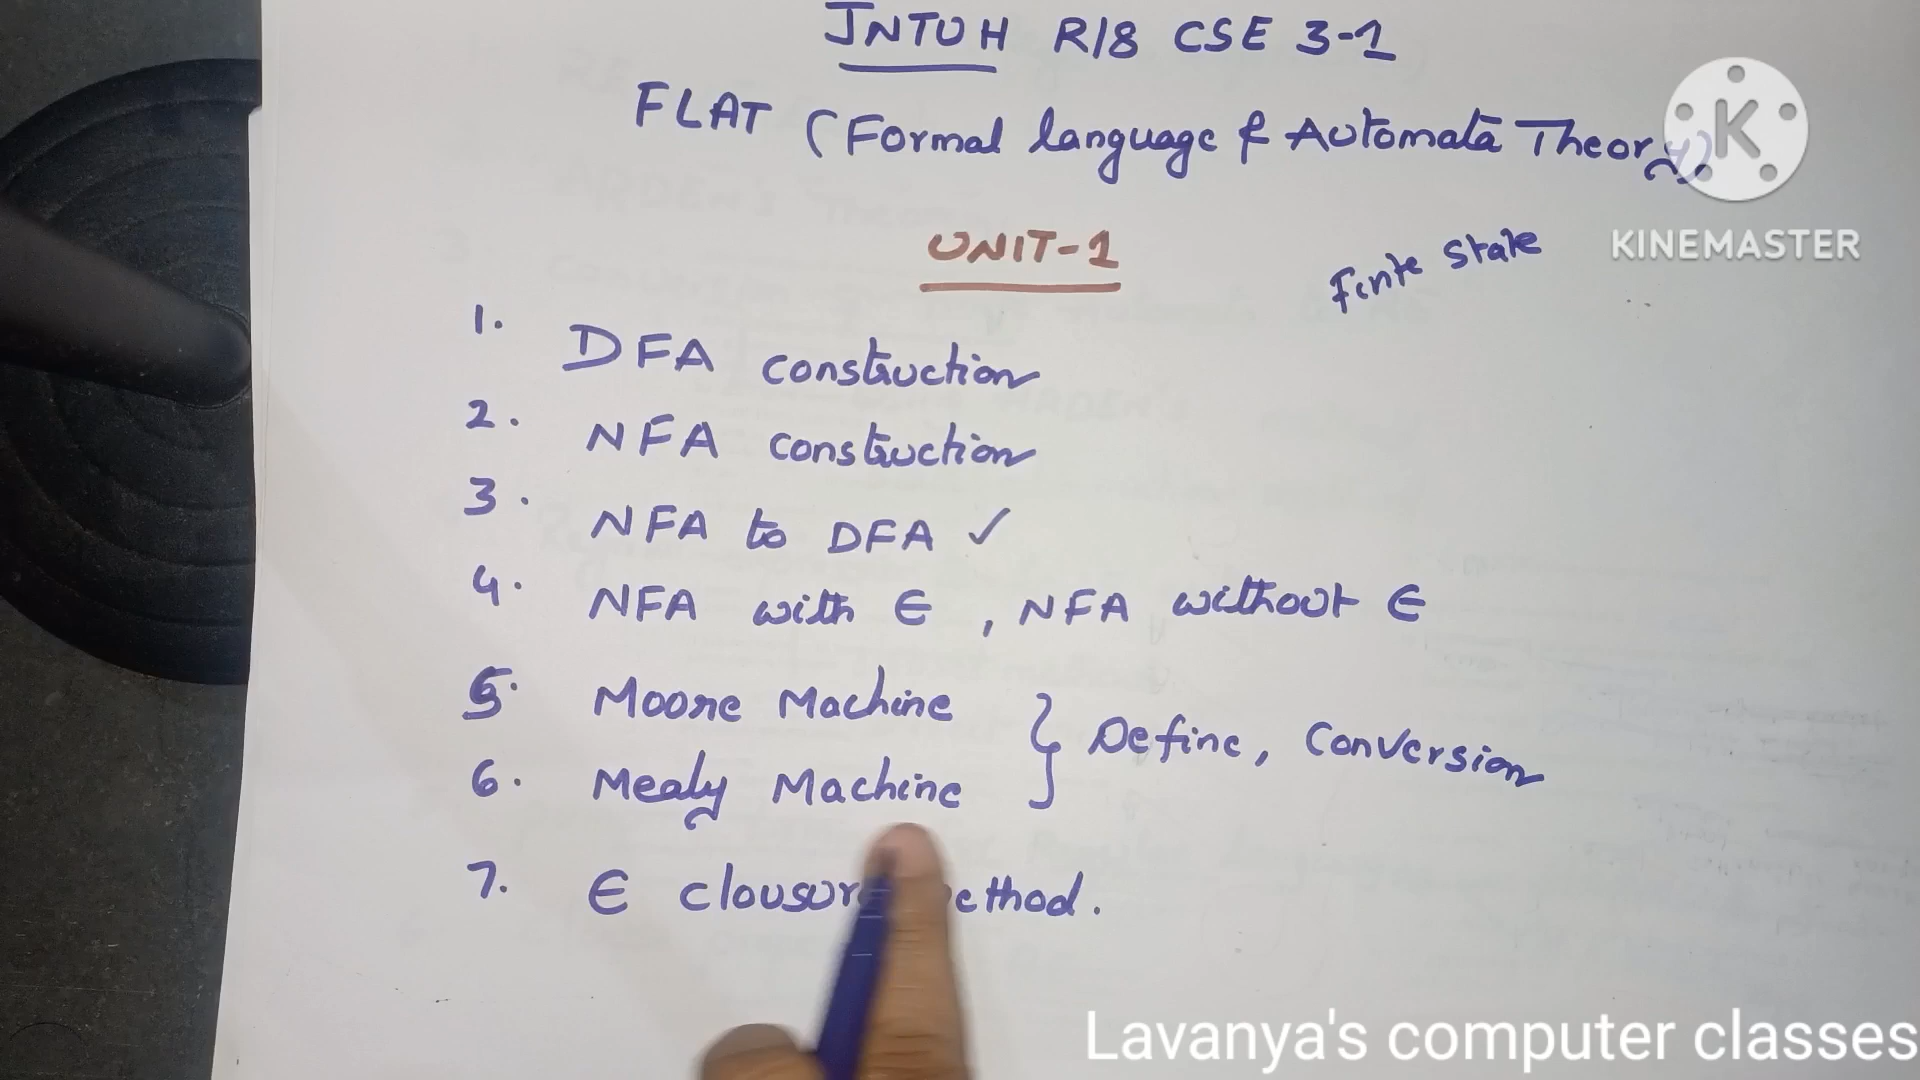 JNTUH R18 CSE 3-1
FLAT (Formal language & Automata Theory)
KINEMASTER
UNIT-1
Finite State
1. DFA construction
2. NFA construction
3. NFA to DFA ✓
4. NFA with ∈, NFA without ∈
5. Moore Machine
6. Mealy Machine } Define, Conversion
7. ∈ clousure method.
Lavanya's computer classes